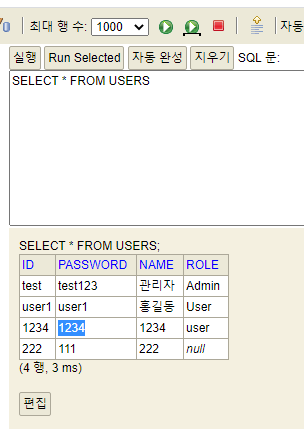 최대 행 수: 1000 자동
실행 Run Selected 자동 완성 지우기 SQL 문:
SELECT * FROM USERS
SELECT * FROM USERS;
ID PASSWORD NAME ROLE
test test123 관리자 Admin
user1 user1 홍길동 User
1234 1234 1234 user
222 111 222 null
(4 행, 3 ms)
편집